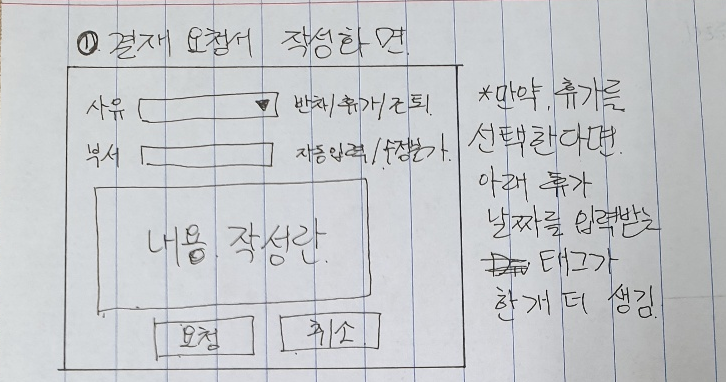 ① 결재 요청서 작성화면
사유 반차/휴가/조퇴
부서 자동입력/수정불가
내용 작성란
요청 취소
*만약, 휴가를
선택한다면
아래 휴가
날짜를 입력받는
태그가
한개 더 생김